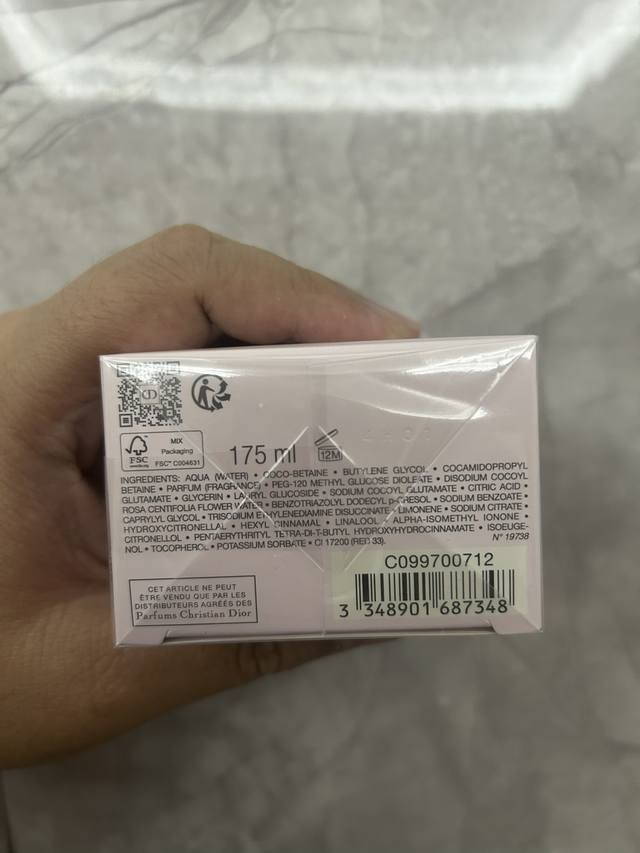 MIX
Packaging
FSC™ C004631
FSC
175 ml
12M
INGREDIENTS: AQUA (WATER) • COCO-BETAINE • BUTYLENE GLYCOL • COCAMIDOPROPYL
BETAINE • PARFUM (FRAGRANCE) • PEG-120 METHYL GLUCOSE DIOLEATE • DISODIUM COCOYL
GLUTAMATE • GLYCERIN • LAURYL GLUCOSIDE • SODIUM COCOYL GLUTAMATE • CITRIC ACID •
ROSA CENTIFOLIA FLOWER WATER • BENZOTRIAZOLYL DODECYL p-CRESOL • SODIUM BENZOATE •
CAPRYLYL GLYCOL • TRISODIUM ETHYLENEDIAMINE DISUCCINATE • LIMONENE • SODIUM CITRATE •
HYDROXYCITRONELLAL • HEXYL CINNAMAL • LINALOOL • ALPHA-ISOMETHYL IONONE •
CITRONELLOL • PENTAERYTHRITYL TETRA-DI-T-BUTYL HYDROXYHYDROCINNAMATE • ISOEUGE-
NOL • TOCOPHEROL • POTASSIUM SORBATE • CI 17200 (RED 33).
N° 19738
CET ARTICLE NE PEUT
ÊTRE VENDU QUE PAR LES
DISTRIBUTEURS AGRÉÉS DES
Parfums Christian Dior
C099700712
3 348901 687348